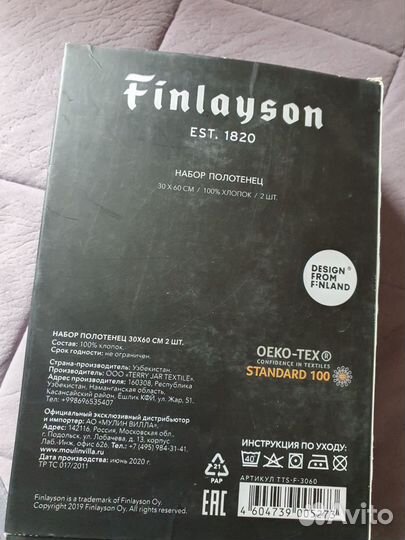 Finlayson
EST. 1820
НАБОР ПОЛОТЕНЕЦ
30 X 60 СМ / 100% ХЛОПОК / 2 ШТ.
DESIGN®
FROM
FINLAND
НАБОР ПОЛОТЕНЕЦ 30X60 СМ 2 ШТ.
Состав: 100% хлопок.
Срок годности: не ограничен.
Страна-производитель: Узбекистан.
Производитель: ООО «TERRY JAR TEXTILE».
Адрес производителя: 160308, Республика
Узбекистан, Наманганская область,
Касансайский район, Ешлик КФИ, ул. Жар, 51.
Тел: +998696535407
Официальный эксклюзивный дистрибьютор
и импортер: АО «МУЛИН ВИЛЛА».
Адрес: 142116, Россия, Московская обл.,
г. Подольск, ул. Лобачева, д. 13, корпус
Лаб.-Инж. офис 626, Тел: +7 (495) 984-31-41.
www.moulinvilla.ru
Дата производства: июнь 2020 г.
ТР ТС 017/2011
Finlayson is a trademark of Finlayson Oy.
Copyright 2019 Finlayson Oy. All rights reserved.
OEKO-TEX®
CONFIDENCE IN TEXTILES
STANDARD 100
ИНСТРУКЦИЯ ПО УХОДУ:
40
АРТИКУЛ TTS-F-3060
21
PAP
EAC
4 604739 005273
Avito